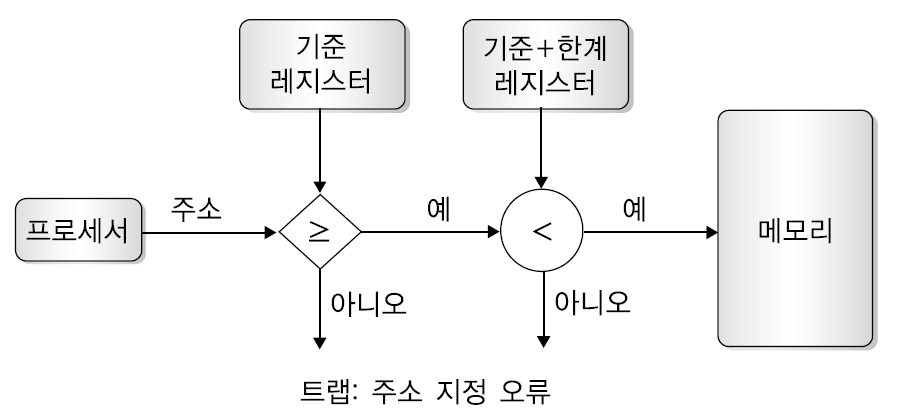 기준
레지스터
기준+한계
레지스터
프로세서
주소
≥
예
<
예
메모리
아니오
아니오
트랩: 주소 지정 오류